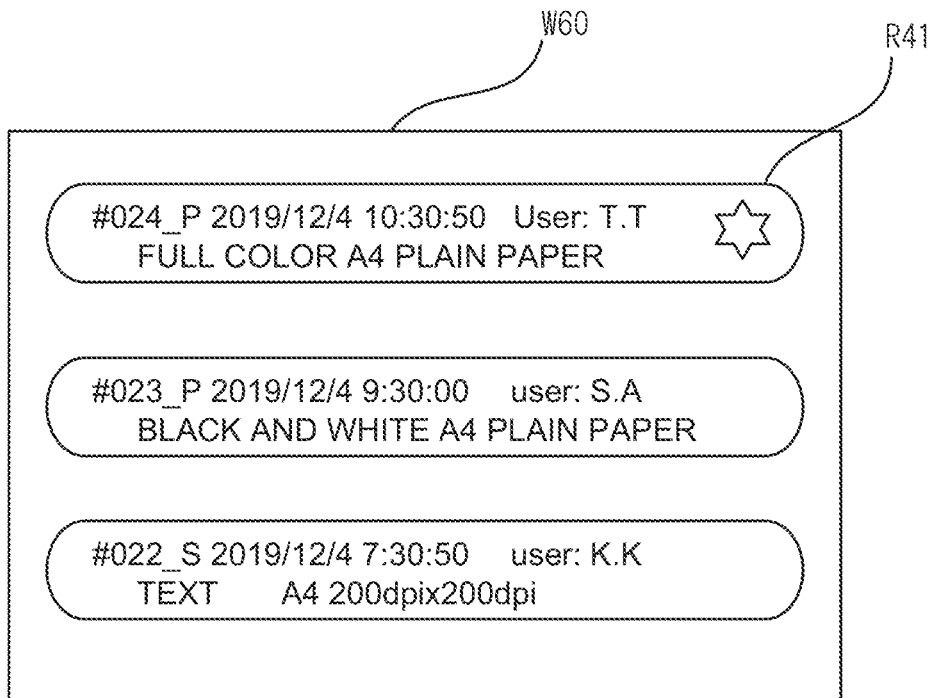 W60
R41
#024_P 2019/12/4 10:30:50 User: T.T
FULL COLOR A4 PLAIN PAPER
#023_P 2019/12/4 9:30:00 user: S.A
BLACK AND WHITE A4 PLAIN PAPER
#022_S 2019/12/4 7:30:50 user: K.K
TEXT A4 200dpix200dpi